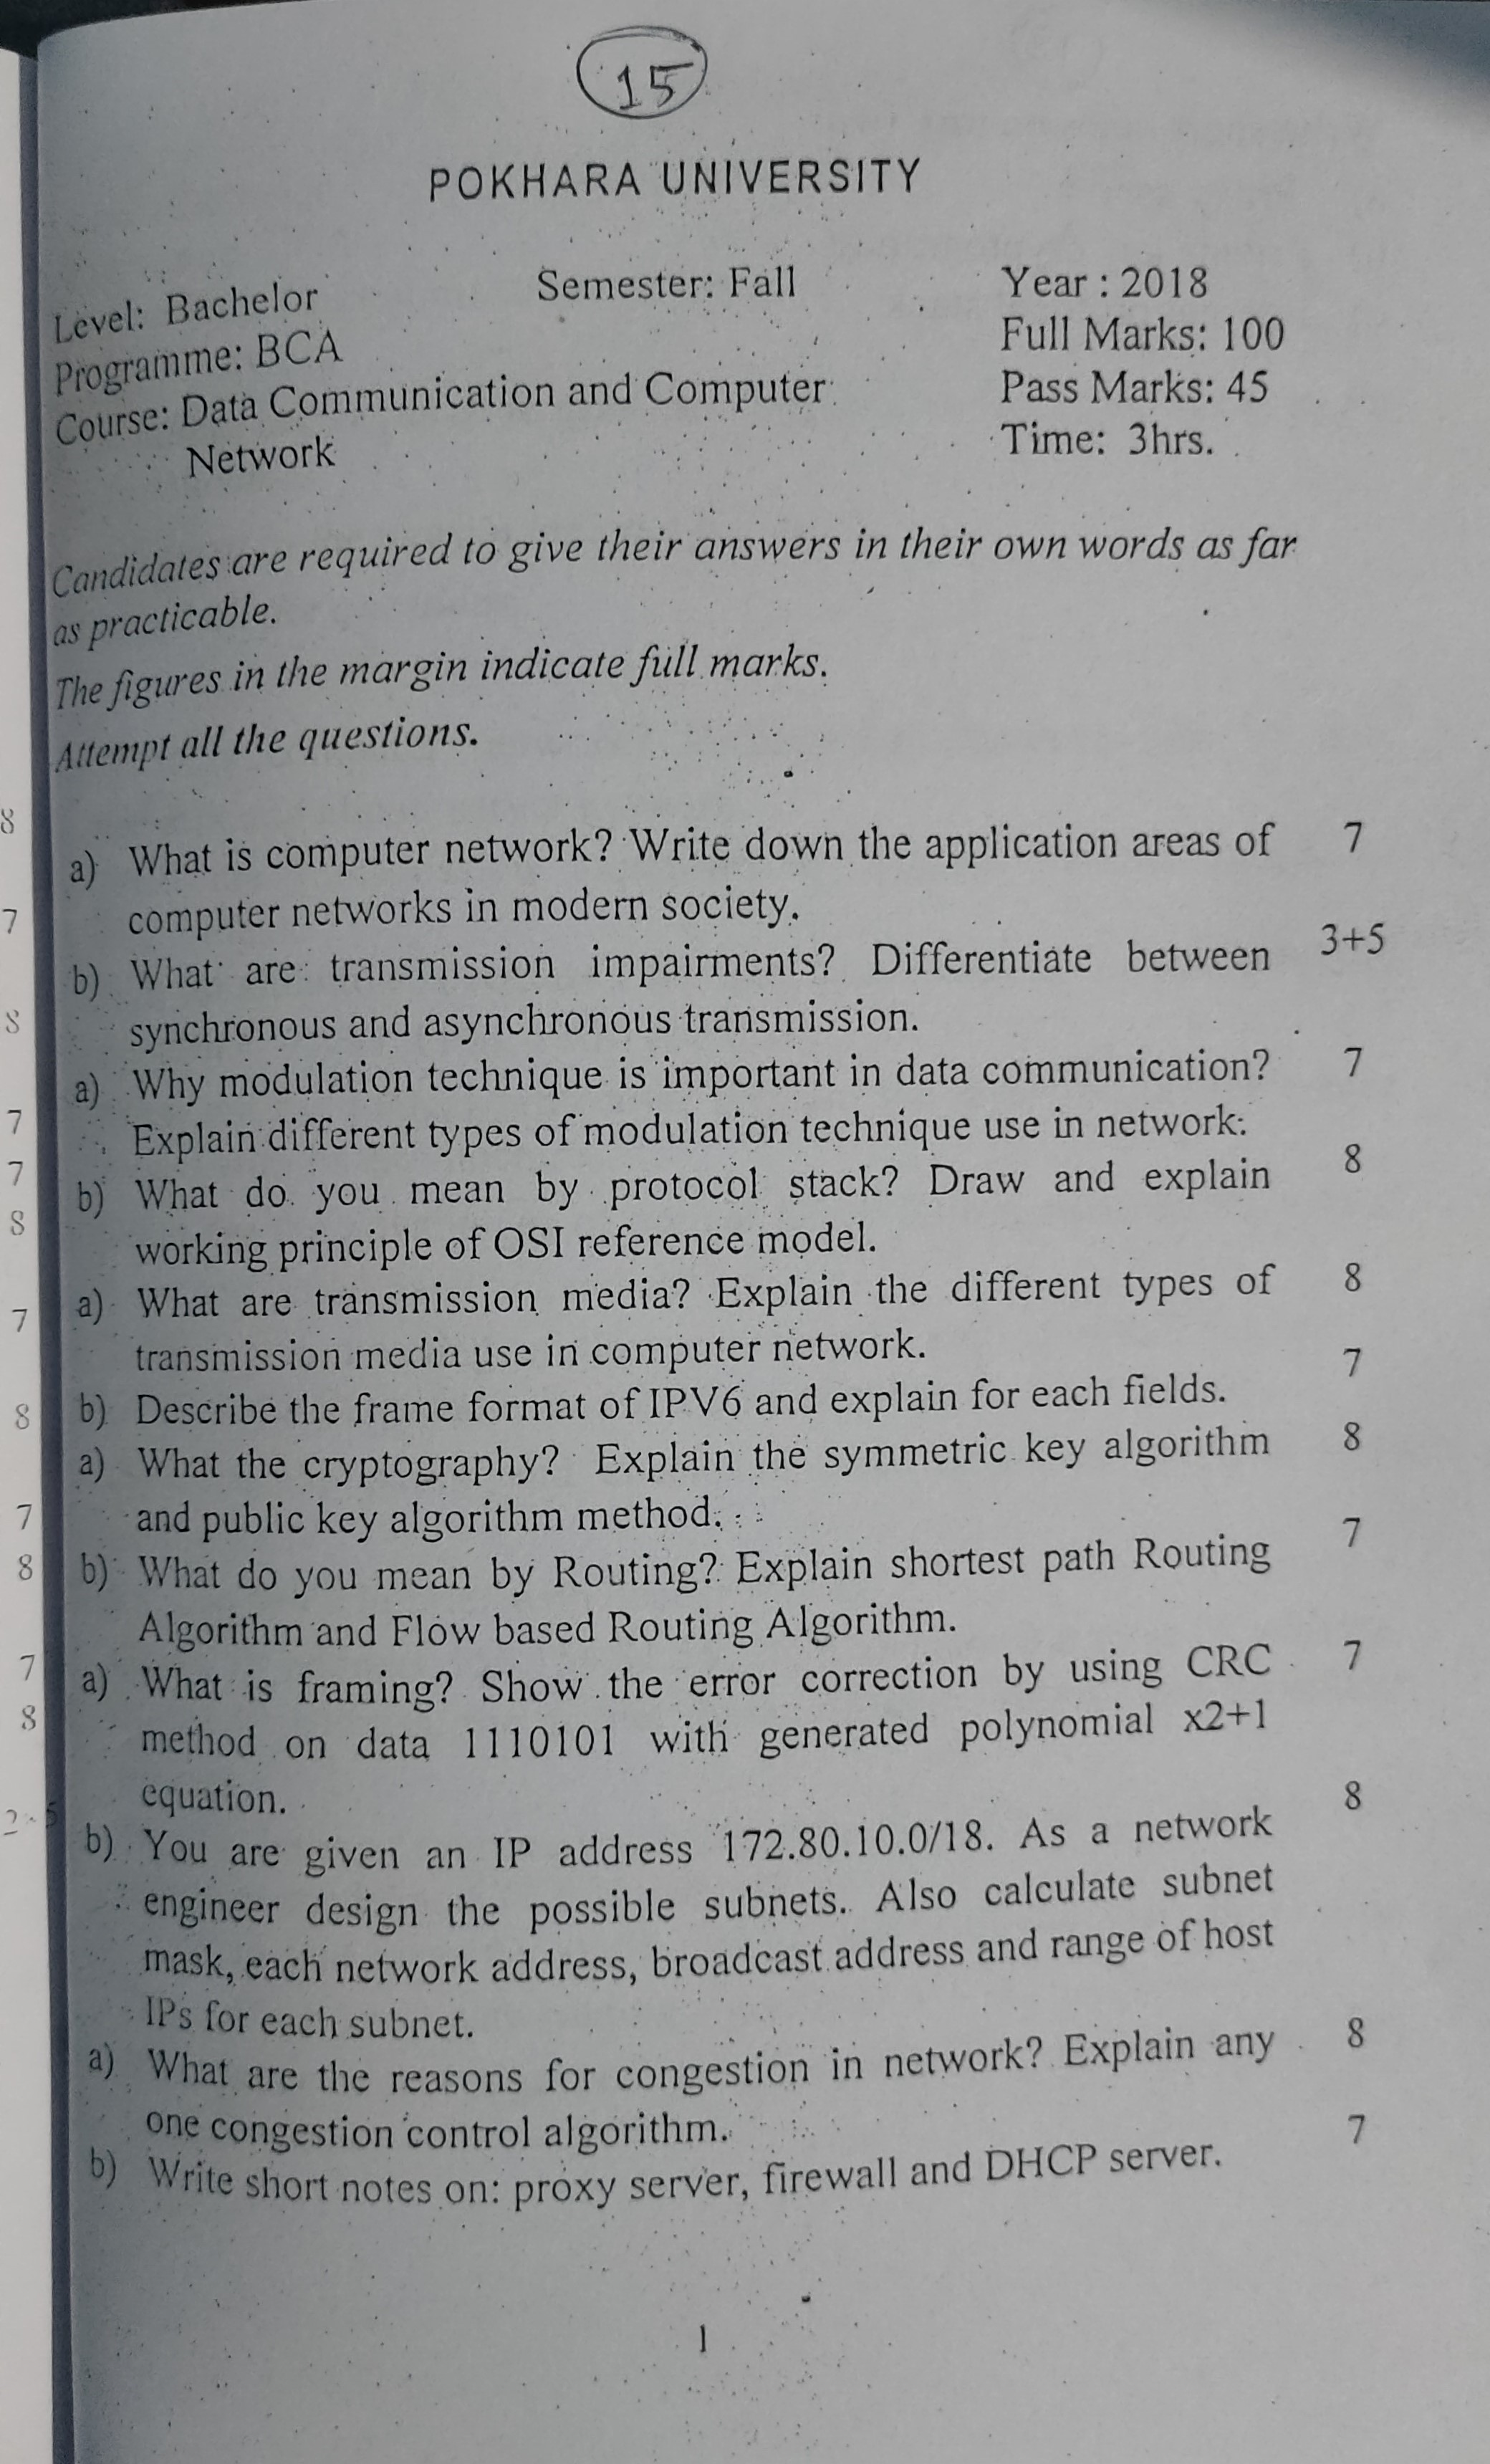 15
POKHARA UNIVERSITY
Level: Bachelor Semester: Fall Year : 2018
Programme: BCA Full Marks: 100
Course: Data Communication and Computer Pass Marks: 45
Network Time: 3hrs.
Candidates are required to give their answers in their own words as far
as practicable.
The figures in the margin indicate full marks.
Attempt all the questions.
a) What is computer network? Write down the application areas of 7
computer networks in modern society.
b) What are transmission impairments? Differentiate between 3+5
synchronous and asynchronous transmission.
a) Why modulation technique is important in data communication? 7
Explain different types of modulation technique use in network.
b) What do you mean by protocol stack? Draw and explain 8
working principle of OSI reference model.
a) What are transmission media? Explain the different types of 8
transmission media use in computer network.
b) Describe the frame format of IPV6 and explain for each fields. 7
a) What the cryptography? Explain the symmetric key algorithm 8
and public key algorithm method.
b) What do you mean by Routing? Explain shortest path Routing 7
Algorithm and Flow based Routing Algorithm.
a) What is framing? Show the error correction by using CRC 7
method on data 1110101 with generated polynomial x2+1
equation.
b) You are given an IP address 172.80.10.0/18. As a network 8
engineer design the possible subnets. Also calculate subnet
mask, each network address, broadcast address and range of host
IPs for each subnet.
a) What are the reasons for congestion in network? Explain any 8
one congestion control algorithm.
b) Write short notes on: proxy server, firewall and DHCP server. 7
1
8
7
8
7
7
8
7
8
7
8
7
8